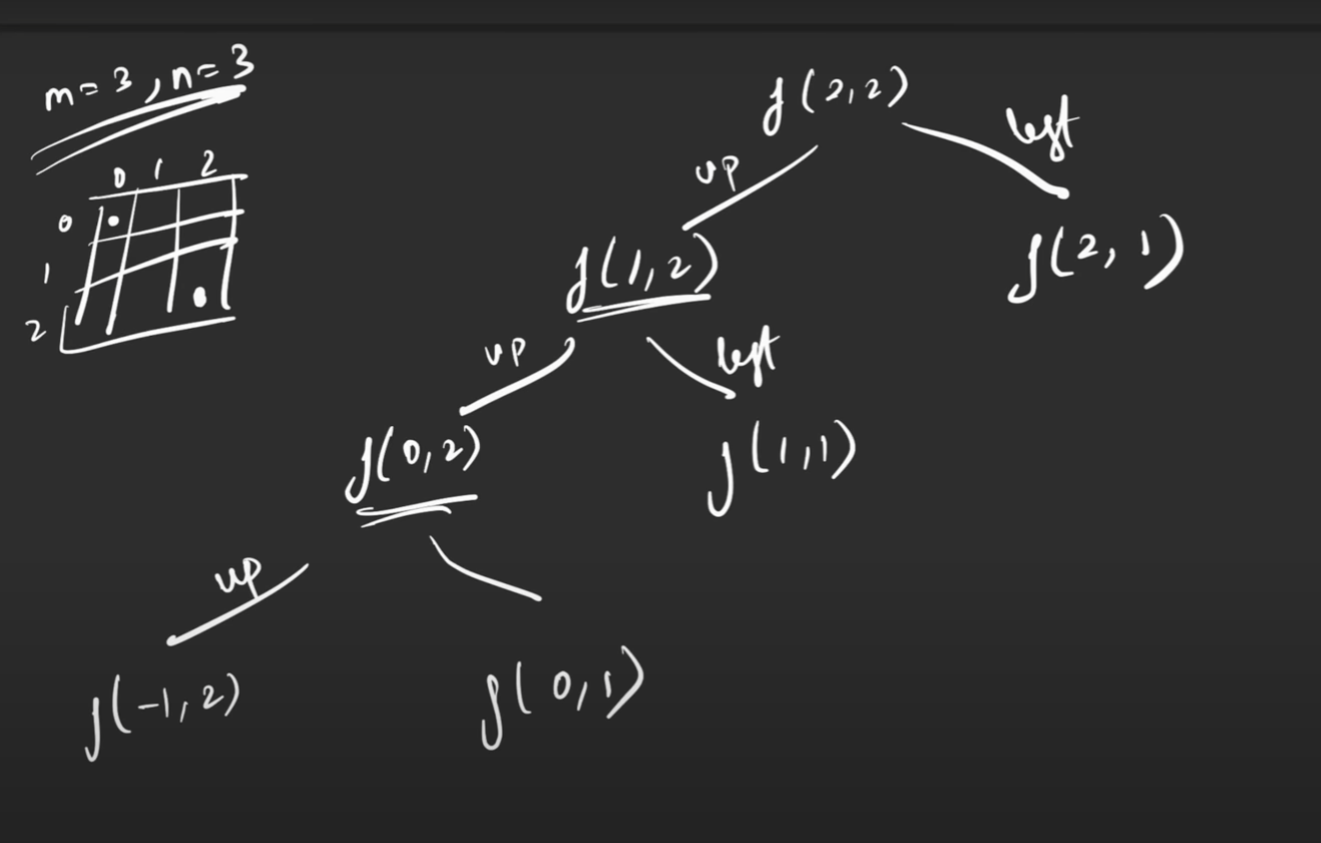 m=3, n=3
0 1 2
0
1
2
f(2,2)
up left
f(1,2) f(2,1)
up left
f(0,2) f(1,1)
up
f(-1,2) f(0,1)